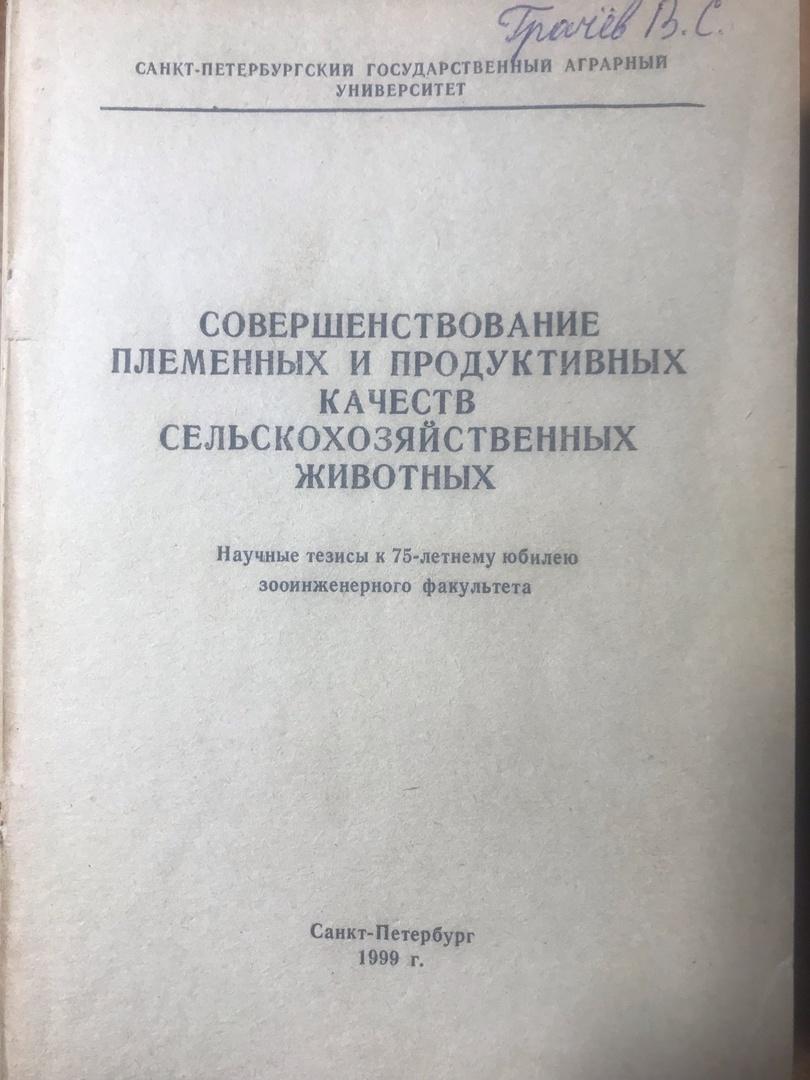 Грачёв В.С.
САНКТ-ПЕТЕРБУРГСКИЙ ГОСУДАРСТВЕННЫЙ АГРАРНЫЙ
УНИВЕРСИТЕТ
СОВЕРШЕНСТВОВАНИЕ
ПЛЕМЕННЫХ И ПРОДУКТИВНЫХ
КАЧЕСТВ
СЕЛЬСКОХОЗЯЙСТВЕННЫХ
ЖИВОТНЫХ
Научные тезисы к 75-летнему юбилею
зооинженерного факультета
Санкт-Петербург
1999 г.